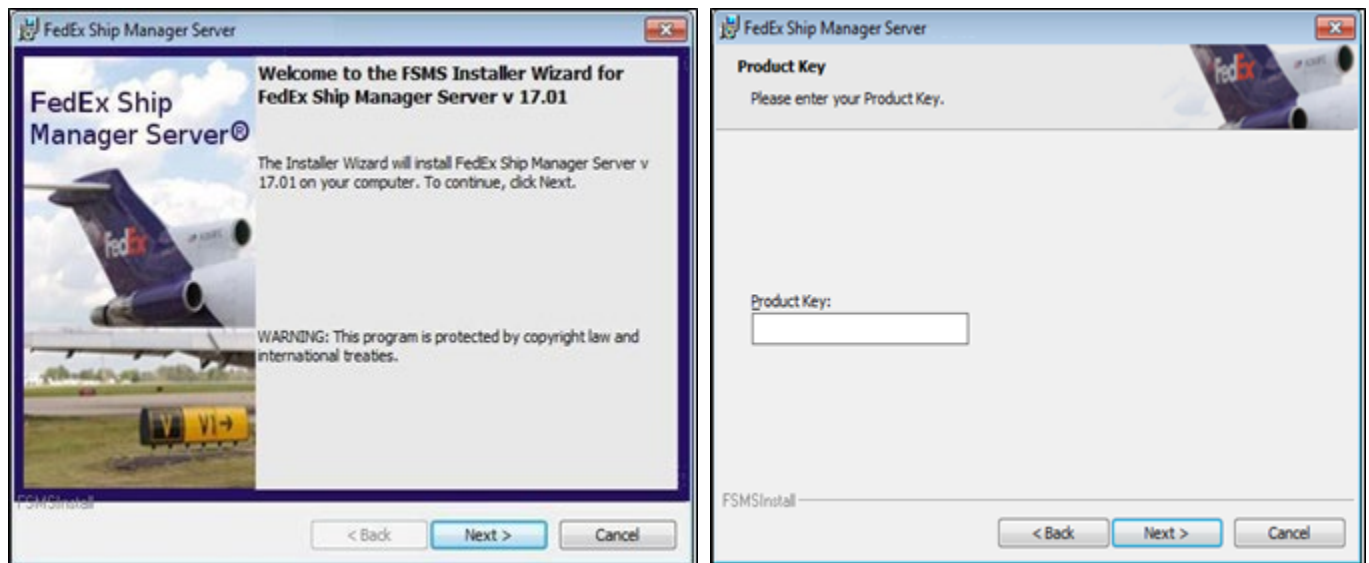 FedEx Ship Manager Server
FedEx Ship
Manager Server®
Welcome to the FSMS Installer Wizard for
FedEx Ship Manager Server v 17.01
The Installer Wizard will install FedEx Ship Manager Server v
17.01 on your computer. To continue, click Next.
FedEx
WARNING: This program is protected by copyright law and
international treaties.
V V1→
FSMSInstall
< Back Next > Cancel
FedEx Ship Manager Server
Product Key
Please enter your Product Key.
FedEx
Product Key:
FSMSInstall
< Back Next > Cancel